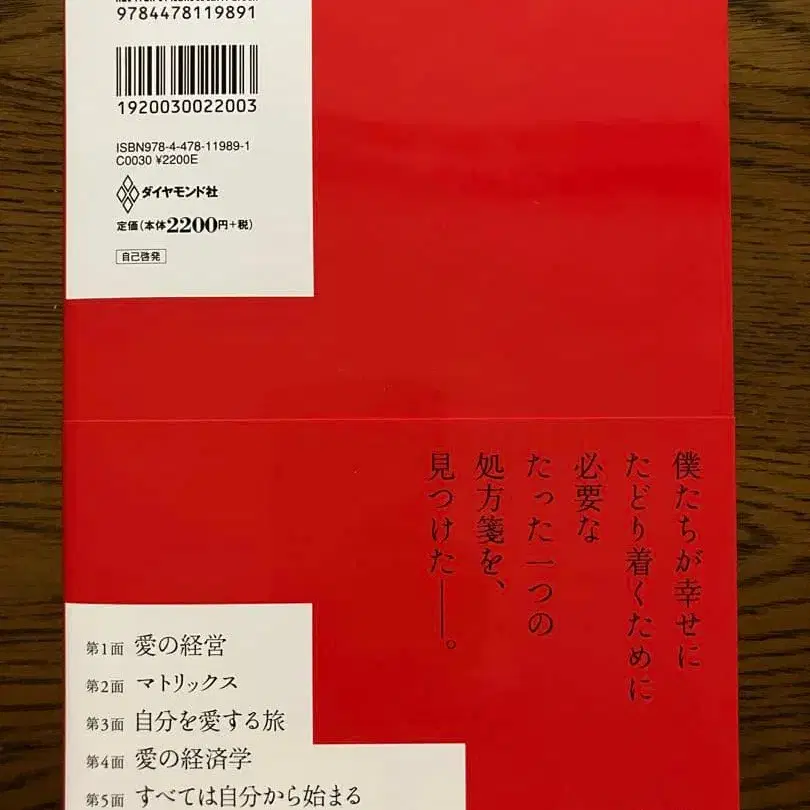 9784478119891
1920030022003
ISBN978-4-478-11989-1
C0030 ¥2200E
ダイヤモンド社
定価(本体2200円+税)
自己啓発
僕たちが幸せに
たどり着くために
必要な
たった一つの
処方箋を、
見つけた――。
第1面 愛の経営
第2面 マトリックス
第3面 自分を愛する旅
第4面 愛の経済学
第5面 すべては自分から始まる